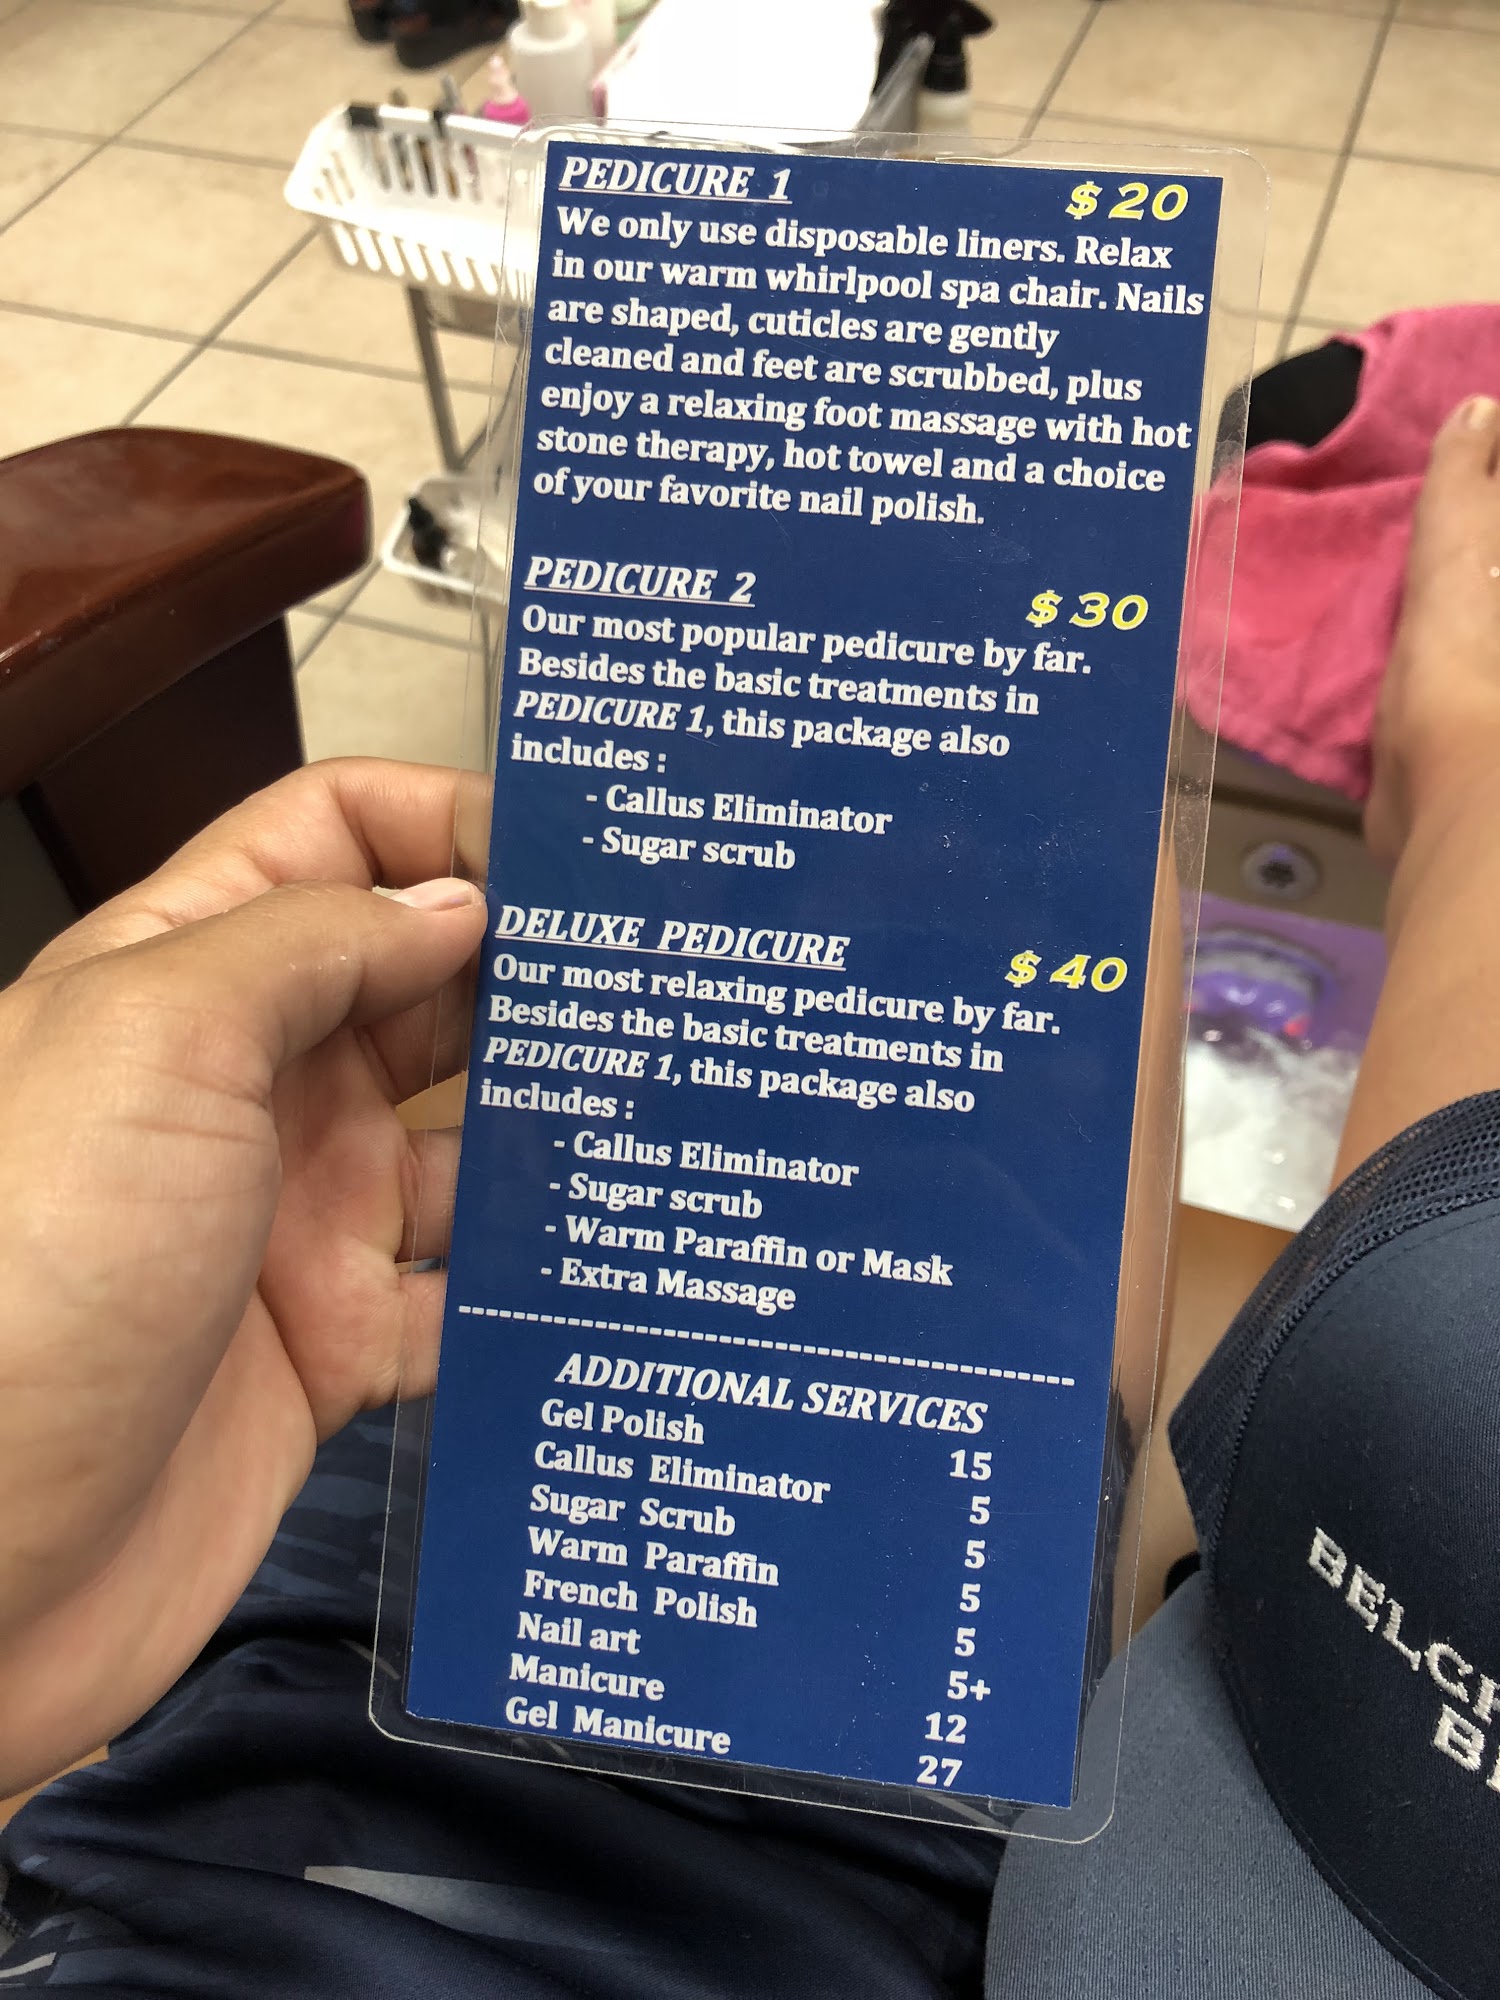 PEDICURE 1 $20
We only use disposable liners. Relax
in our warm whirlpool spa chair. Nails
are shaped, cuticles are gently
cleaned and feet are scrubbed, plus
enjoy a relaxing foot massage with hot
stone therapy, hot towel and a choice
of your favorite nail polish.
PEDICURE 2 $30
Our most popular pedicure by far.
Besides the basic treatments in
PEDICURE 1, this package also
includes :
- Callus Eliminator
- Sugar scrub
DELUXE PEDICURE $40
Our most relaxing pedicure by far.
Besides the basic treatments in
PEDICURE 1, this package also
includes :
- Callus Eliminator
- Sugar scrub
- Warm Paraffin or Mask
- Extra Massage
ADDITIONAL SERVICES
Gel Polish 15
Callus Eliminator 5
Sugar Scrub 5
Warm Paraffin 5
French Polish 5
Nail art 5+
Manicure 12
Gel Manicure 27